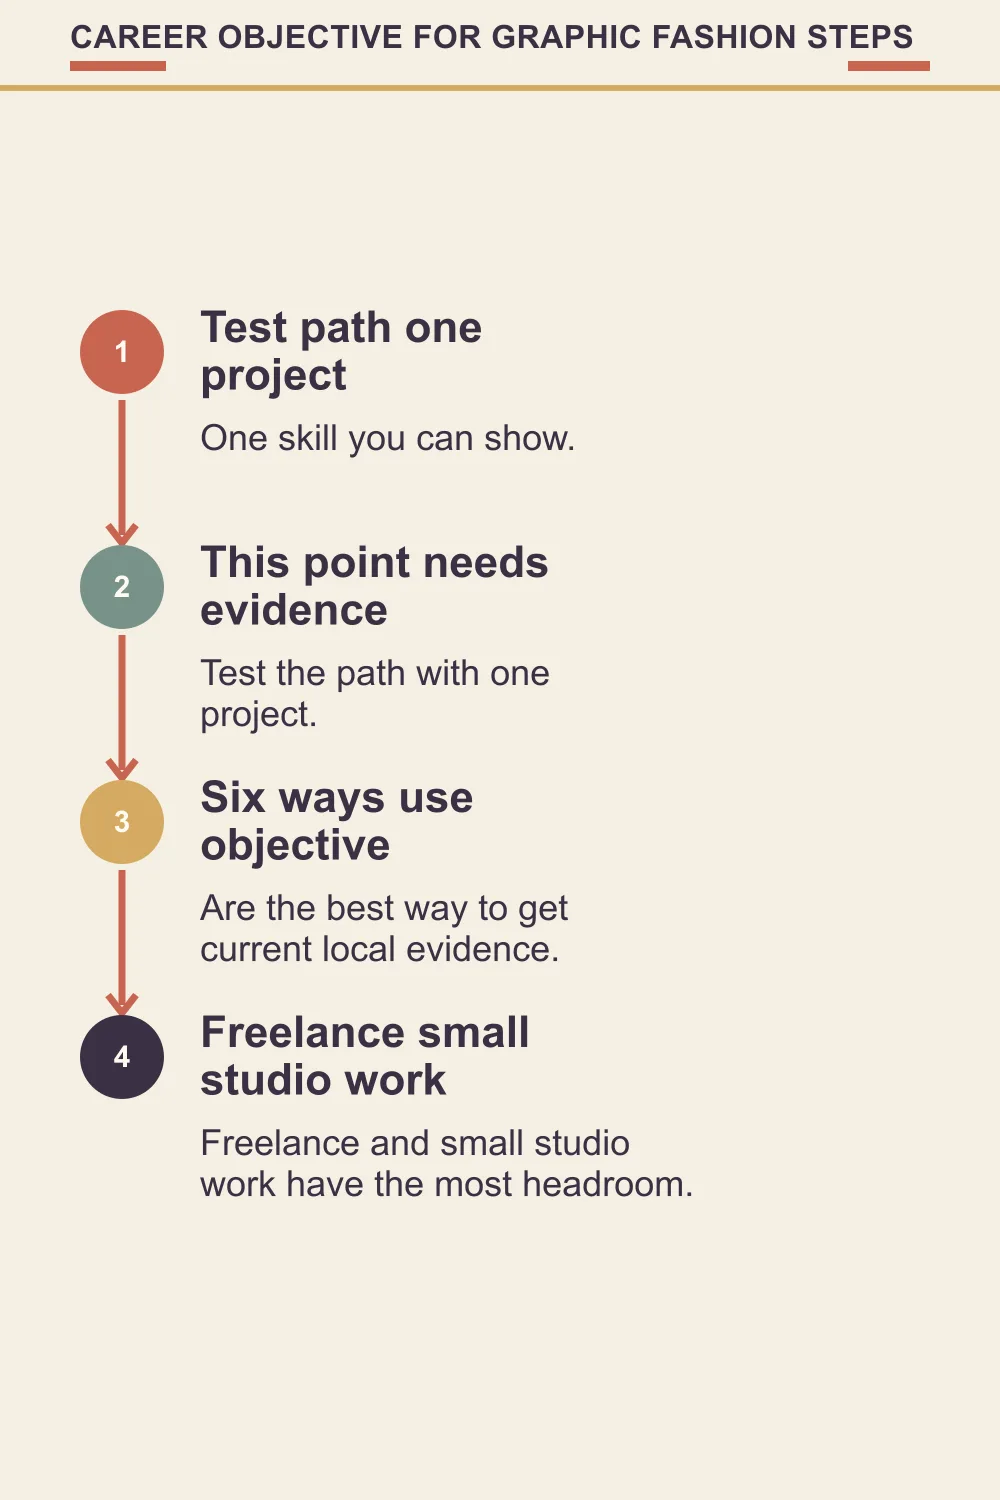 CAREER OBJECTIVE FOR GRAPHIC FASHION STEPS
1
Test path one
project
One skill you can show.
2
This point needs
evidence
Test the path with one
project.
3
Six ways use
objective
Are the best way to get
current local evidence.
4
Freelance small
studio work
Freelance and small studio
work have the most headroom.